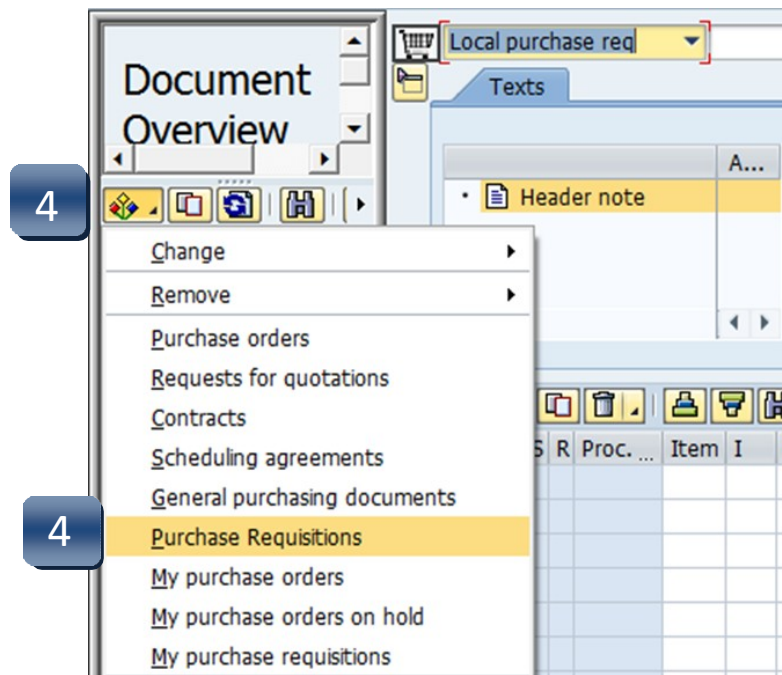 Document
Overview
Local purchase req
Texts
A...
Header note
4
Change
Remove
Purchase orders
Requests for quotations
Contracts
Scheduling agreements
General purchasing documents
4
Purchase Requisitions
My purchase orders
My purchase orders on hold
My purchase requisitions
S R Proc. ... Item I